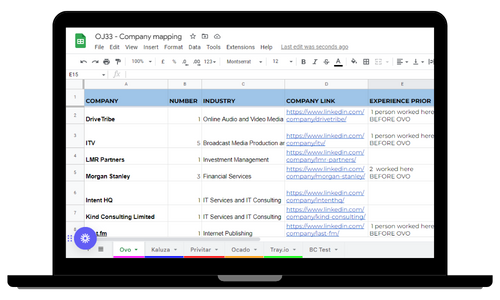 OJ33 - Company mapping
File Edit View Insert Format Data Tools Extensions Help Last edit was seconds ago
100% $ % .0 .00 123 Montserrat 12 B I S A
E15 fx
A B C D E
1 COMPANY NUMBER INDUSTRY COMPANY LINK EXPERIENCE PRIOR
2 DriveTribe 1 Online Audio and Video Media https://www.linkedin.com/company/drivetribe/ 1 person worked here BEFORE OVO
3 ITV 5 Broadcast Media Production an https://www.linkedin.com/company/itv/ 1 person worked here BEFORE OVO
4 LMR Partners 1 Investment Management https://www.linkedin.com/company/lmr-partners/
5 Morgan Stanley 3 Financial Services https://www.linkedin.com/company/morgan-stanley/ 2 worked here BEFORE OVO
6 Intent HQ 1 IT Services and IT Consulting https://www.linkedin.com/company/intenthq/
7 Kind Consulting Limited 1 IT Services and IT Consulting https://www.linkedin.com/company/kind-consulting/
.fm 1 Internet Publishing https://www.linkedin.com/company/last-fm/ 1 person worked here BEFORE OVO
Ovo Kaluza Privitar Ocado Tray.io BC Test